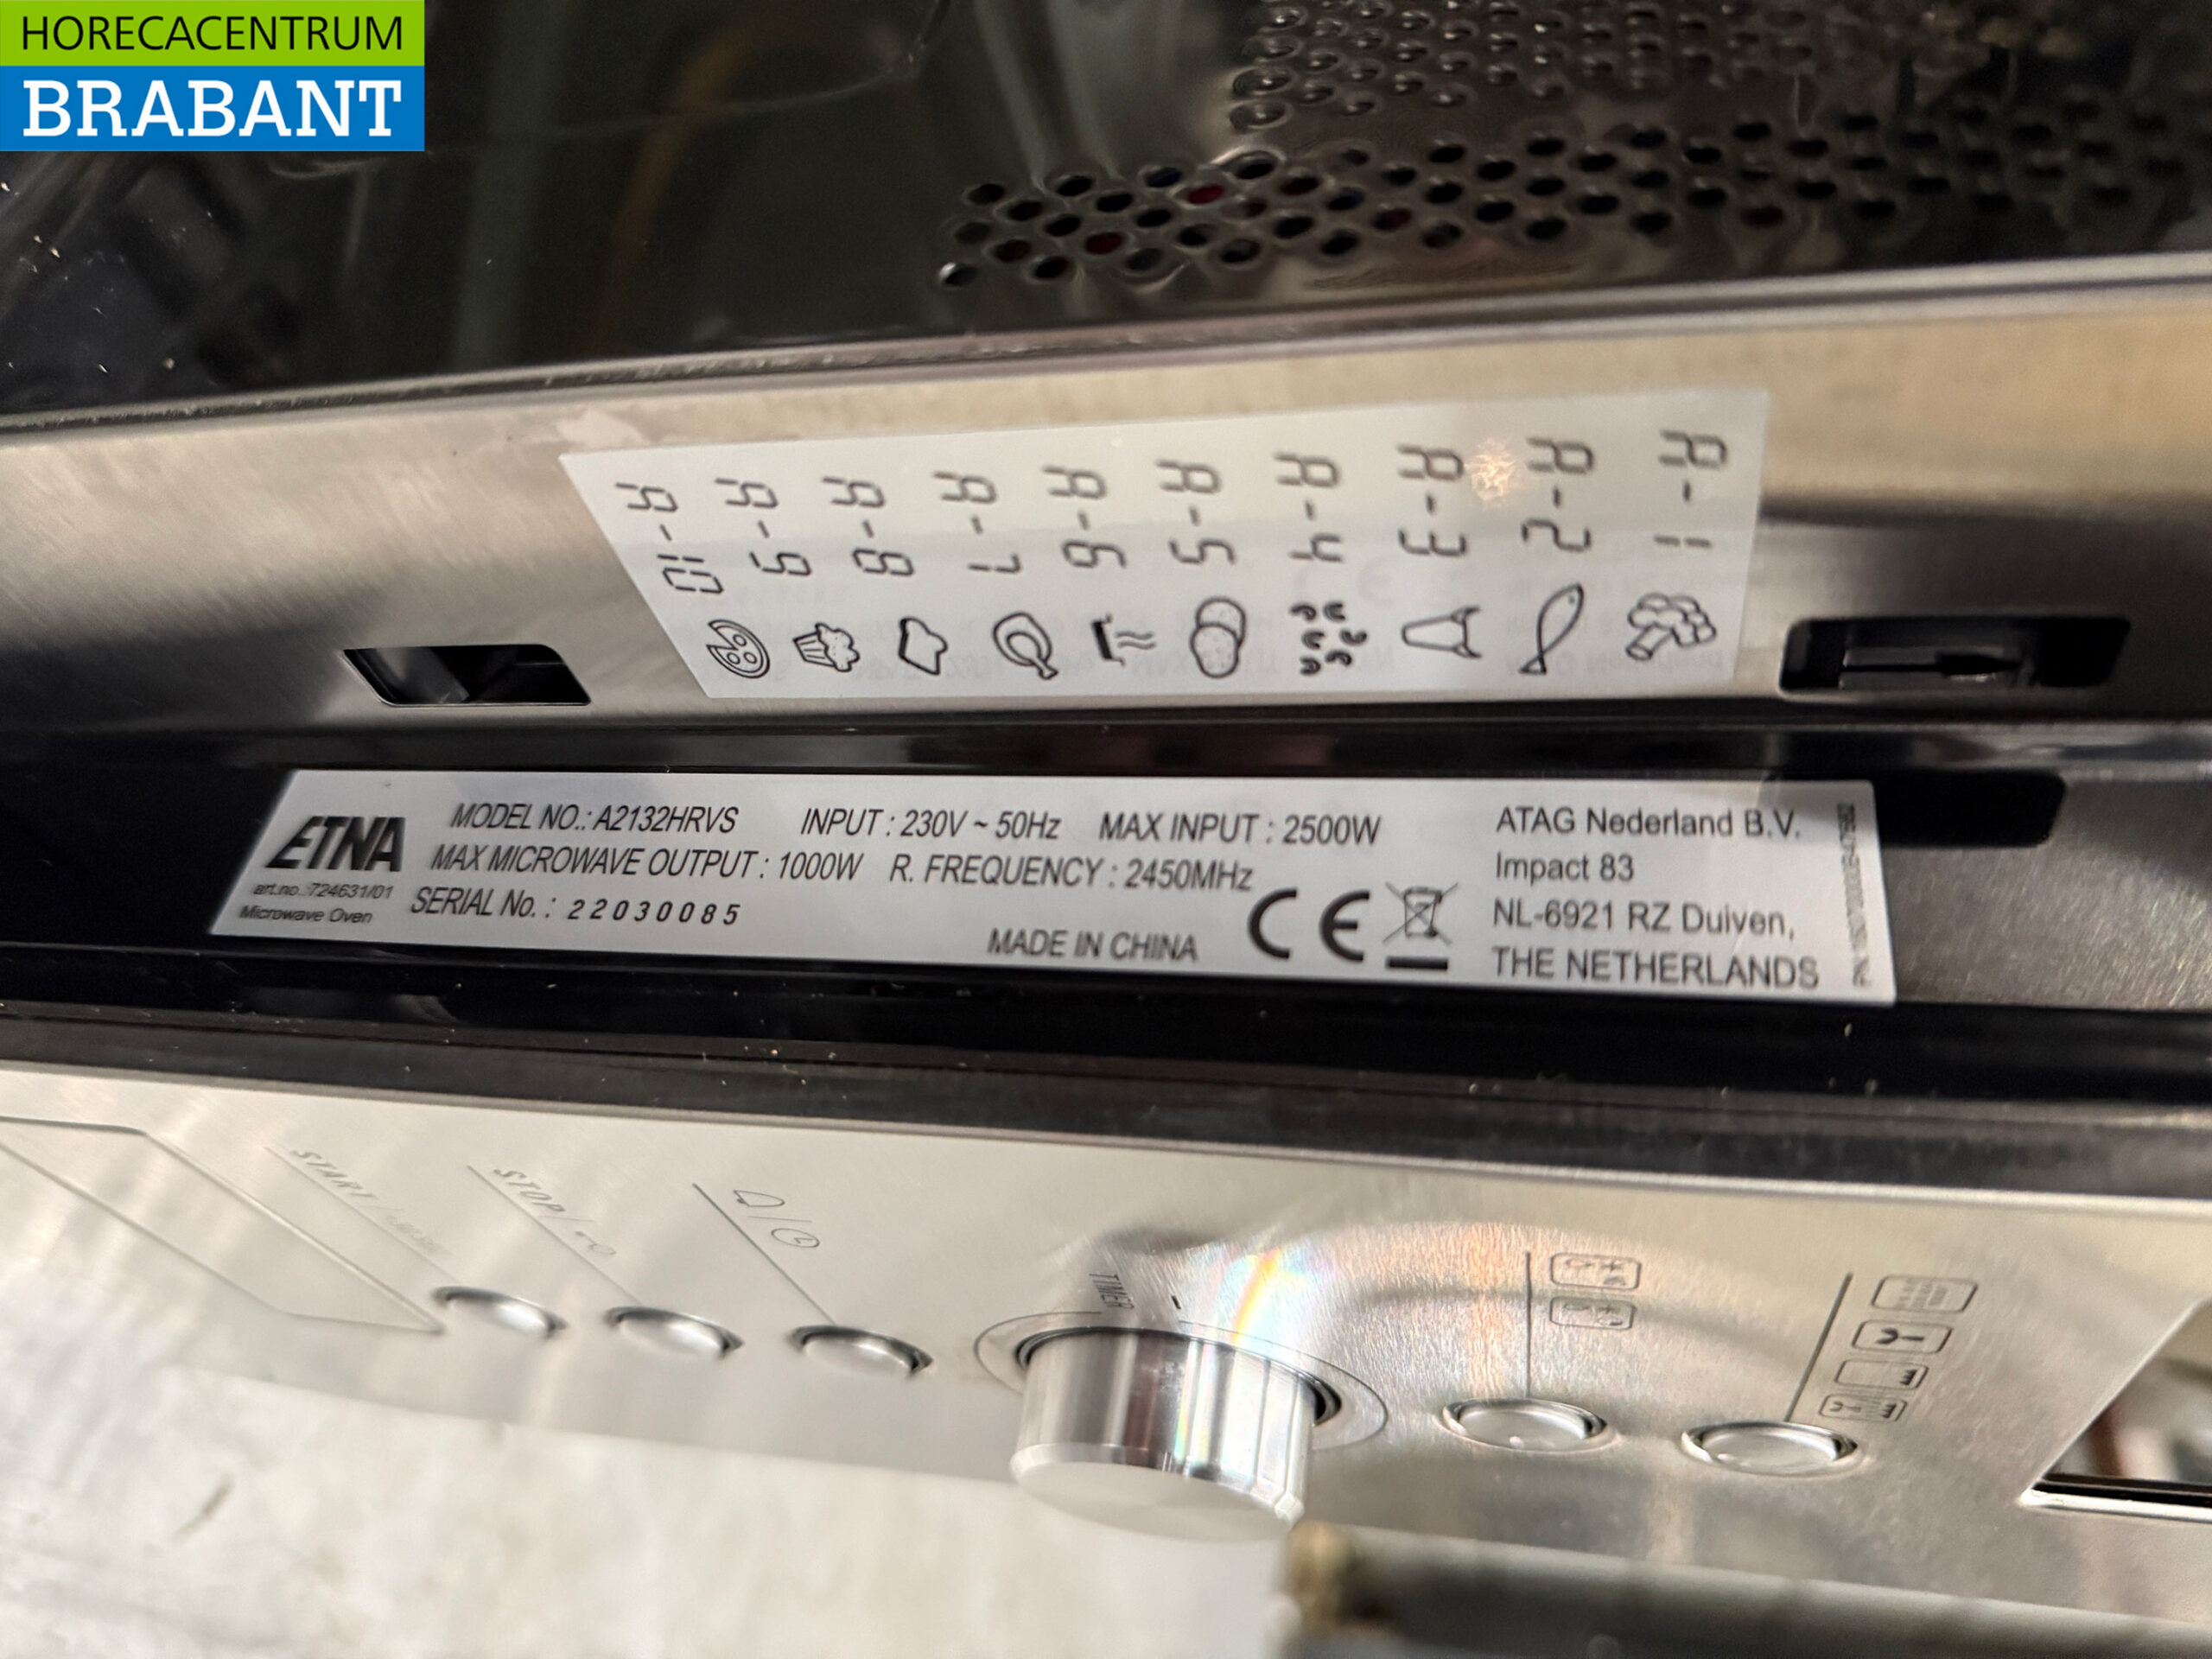 HORECACENTRUM
BRABANT
A-10 A-9 A-8 A-7 A-6 A-5 A-4 A-3 A-2 A-1
ETNA
art.no.:724631/01
Microwave Oven
MODEL NO.: A2132HRVS INPUT : 230V ~ 50Hz MAX INPUT : 2500W
MAX MICROWAVE OUTPUT : 1000W R. FREQUENCY : 2450MHz
SERIAL No. : 22030085
MADE IN CHINA
CE
ATAG Nederland B.V.
Impact 83
NL-6921 RZ Duiven,
THE NETHERLANDS
START /
STOP /
TIMER